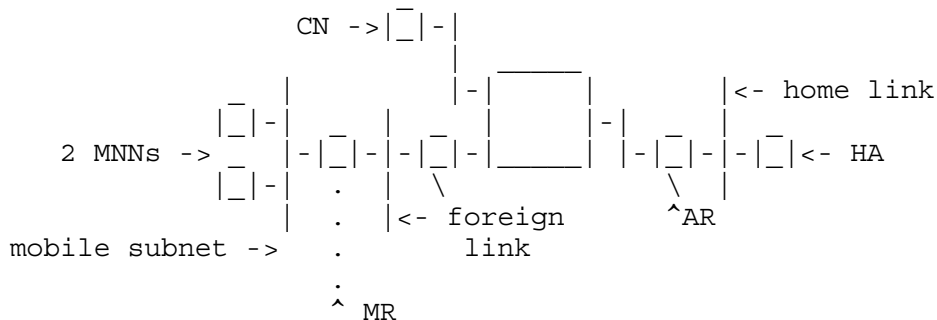 CN ->
<- home link
2 MNNs -> <- HA
<- foreign ^AR
mobile subnet -> link
^ MR